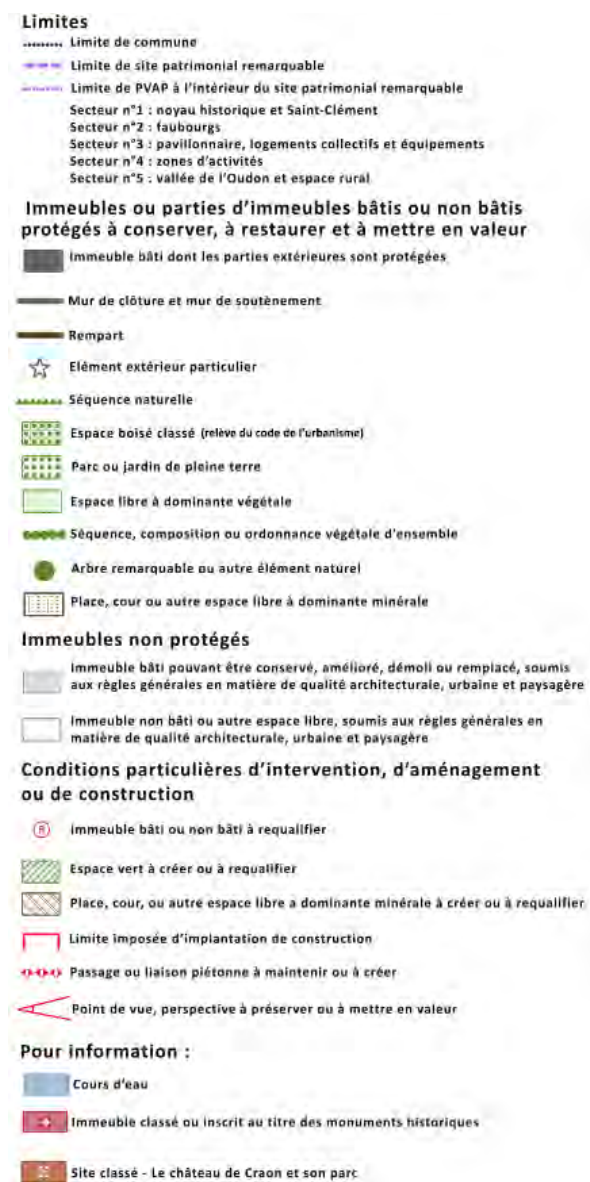 Limites
Limite de commune
Limite de site patrimonial remarquable
Limite de PVAP à l'intérieur du site patrimonial remarquable
Secteur n°1 : noyau historique et Saint-Clément
Secteur n°2 : faubourgs
Secteur n°3 : pavillonnaire, logements collectifs et équipements
Secteur n°4 : zones d'activités
Secteur n°5 : vallée de l'Oudon et espace rural
Immeubles ou parties d'immeubles bâtis ou non bâtis
protégés à conserver, à restaurer et à mettre en valeur
Immeuble bâti dont les parties extérieures sont protégées
Mur de clôture et mur de soutènement
Rempart
Elément extérieur particulier
Séquence naturelle
Espace boisé classé (relève du code de l'urbanisme)
Parc ou jardin de pleine terre
Espace libre à dominante végétale
Séquence, composition ou ordonnance végétale d'ensemble
Arbre remarquable ou autre élément naturel
Place, cour ou autre espace libre à dominante minérale
Immeubles non protégés
Immeuble bâti pouvant être conservé, amélioré, démoli ou remplacé, soumis
aux règles générales en matière de qualité architecturale, urbaine et paysagère
Immeuble non bâti ou autre espace libre, soumis aux règles générales en
matière de qualité architecturale, urbaine et paysagère
Conditions particulières d'intervention, d'aménagement
ou de construction
R Immeuble bâti ou non bâti à requalifier
Espace vert à créer ou à requalifier
Place, cour, ou autre espace libre a dominante minérale à créer ou à requalifier
Limite imposée d'implantation de construction
Passage ou liaison piétonne à maintenir ou à créer
Point de vue, perspective à préserver ou à mettre en valeur
Pour information :
Cours d'eau
Immeuble classé ou inscrit au titre des monuments historiques
Site classé - Le château de Craon et son parc